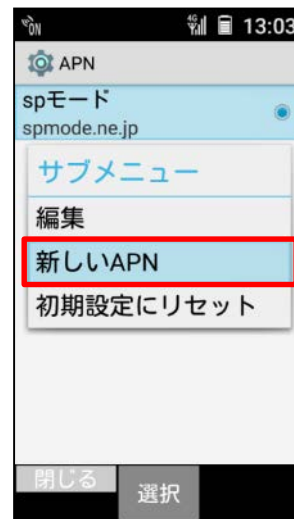 ON 4G 13:03
APN
spモード
spmode.ne.jp
サブメニュー
編集
新しいAPN
初期設定にリセット
閉じる
選択